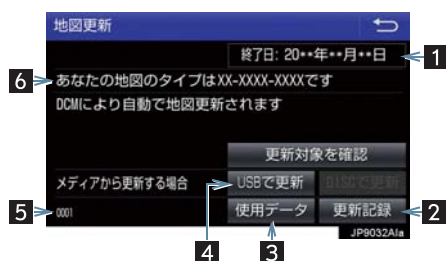 地図更新
終了日: 20••年••月••日
1
6
あなたの地図のタイプはXX-XXXX-XXXXです
DCMにより自動で地図更新されます
更新対象を確認
メディアから更新する場合
USBで更新
DISCで更新
5
0001
使用データ
更新記録
2
JP9032AIa
4
3